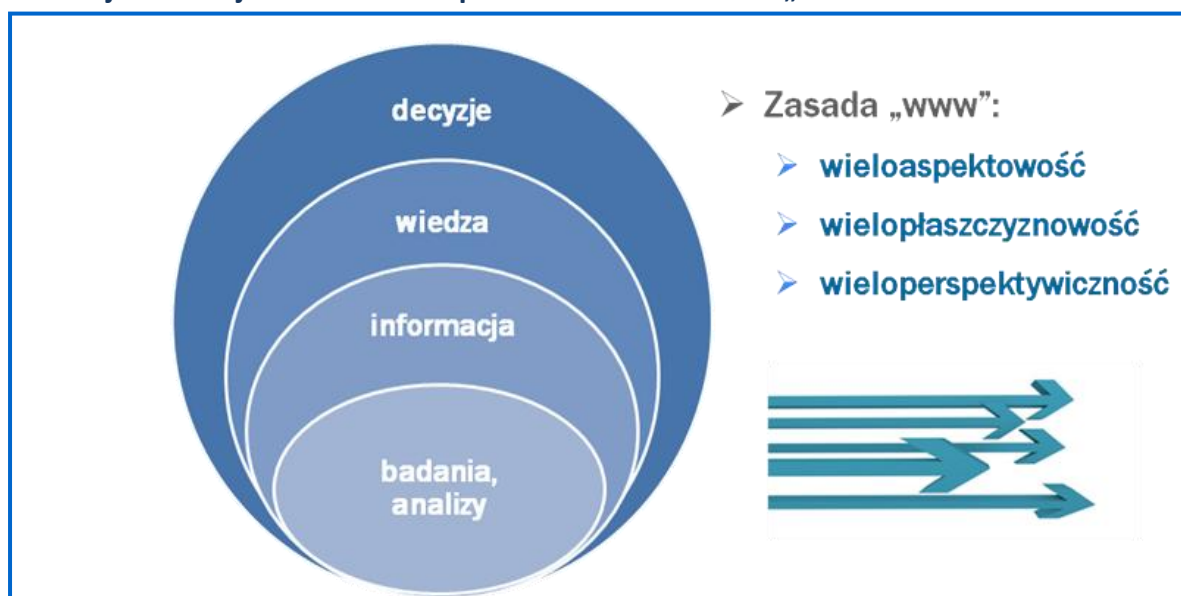 decyzje
wiedza
informacja
badania,
analizy
Zasada „www”:
wieloaspektowość
wielopłaszczyznowość
wieloperspektywiczność